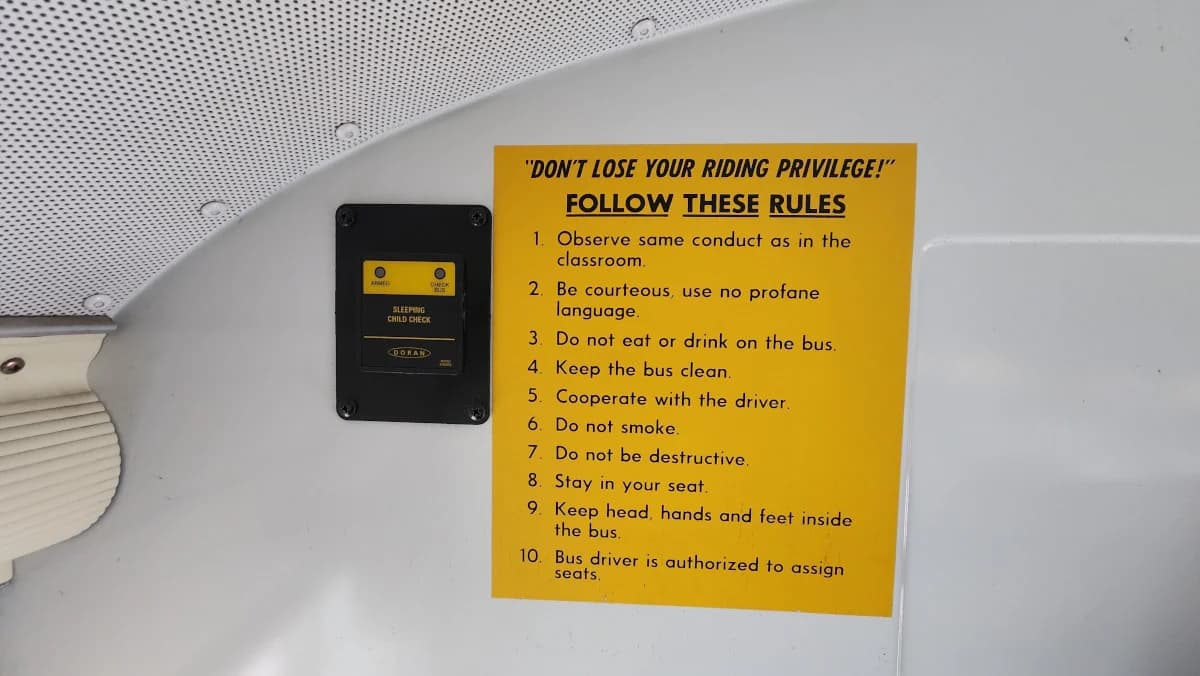 "DON'T LOSE YOUR RIDING PRIVILEGE!"
FOLLOW THESE RULES
1. Observe same conduct as in the
classroom.
2. Be courteous, use no profane
language.
3. Do not eat or drink on the bus.
4. Keep the bus clean.
5. Cooperate with the driver.
6. Do not smoke.
7. Do not be destructive.
8. Stay in your seat.
9. Keep head, hands and feet inside
the bus.
10. Bus driver is authorized to assign
seats.
ARMED
CHECK
BUS
SLEEPING
CHILD CHECK
DORAN